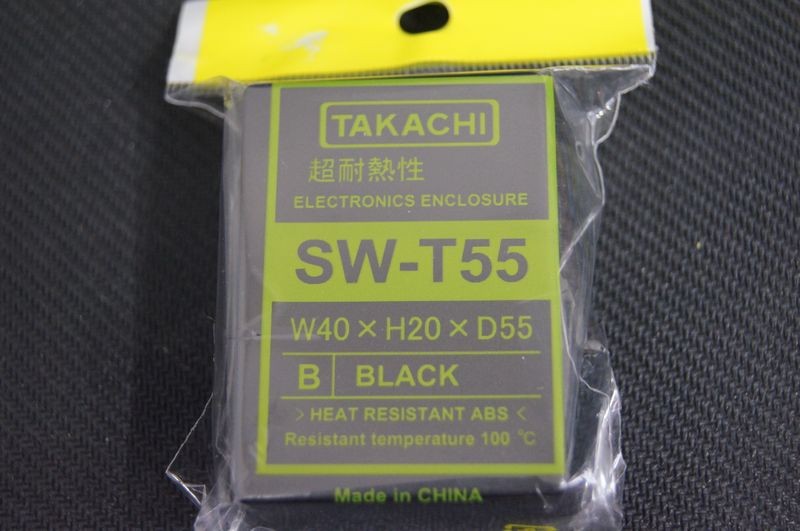 TAKACHI
超耐熱性
ELECTRONICS ENCLOSURE
SW-T55
W40×H20×D55
B BLACK
>HEAT RESISTANT ABS<
Resistant temperature 100 ℃
Made in CHINA